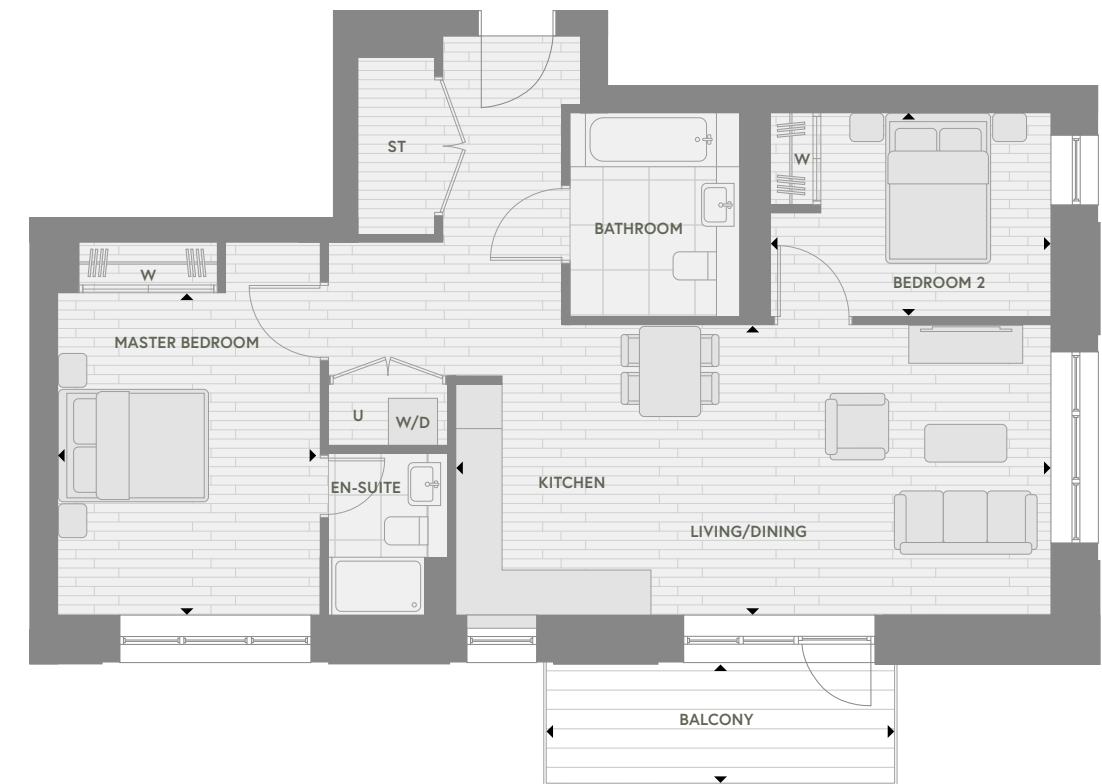 ST
W
BATHROOM
W
BEDROOM 2
MASTER BEDROOM
U
W/D
EN-SUITE
KITCHEN
LIVING/DINING
BALCONY